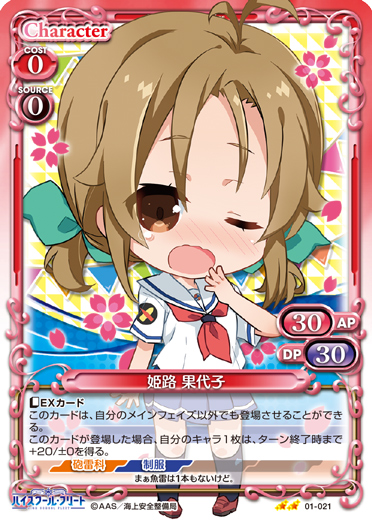 Character
COST
0
SOURCE
0
30 AP
DP 30
姫路 果代子
EXカード
このカードは、自分のメインフェイズ以外でも登場させることができ
る。
このカードが登場した場合、自分のキャラ1枚は、ターン終了時まで
+20/±0を得る。
砲雷科 制服
まぁ魚雷は1本もないけど。
ハイスクール・フリート
©AAS／海上安全整備局
01-021